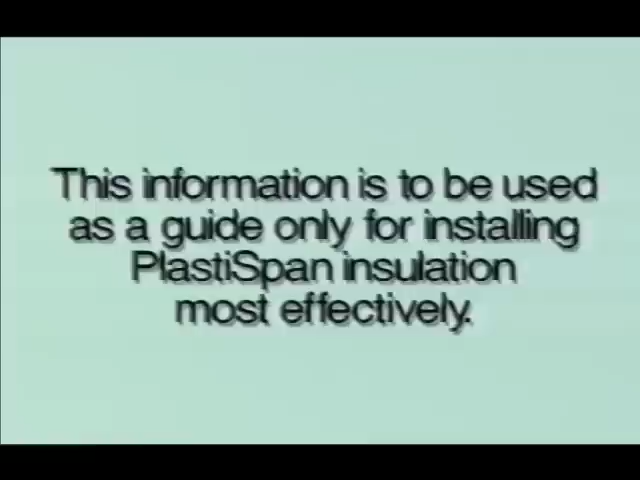 This information is to be used
as a guide only for installing
PlastiSpan insulation
most effectively.